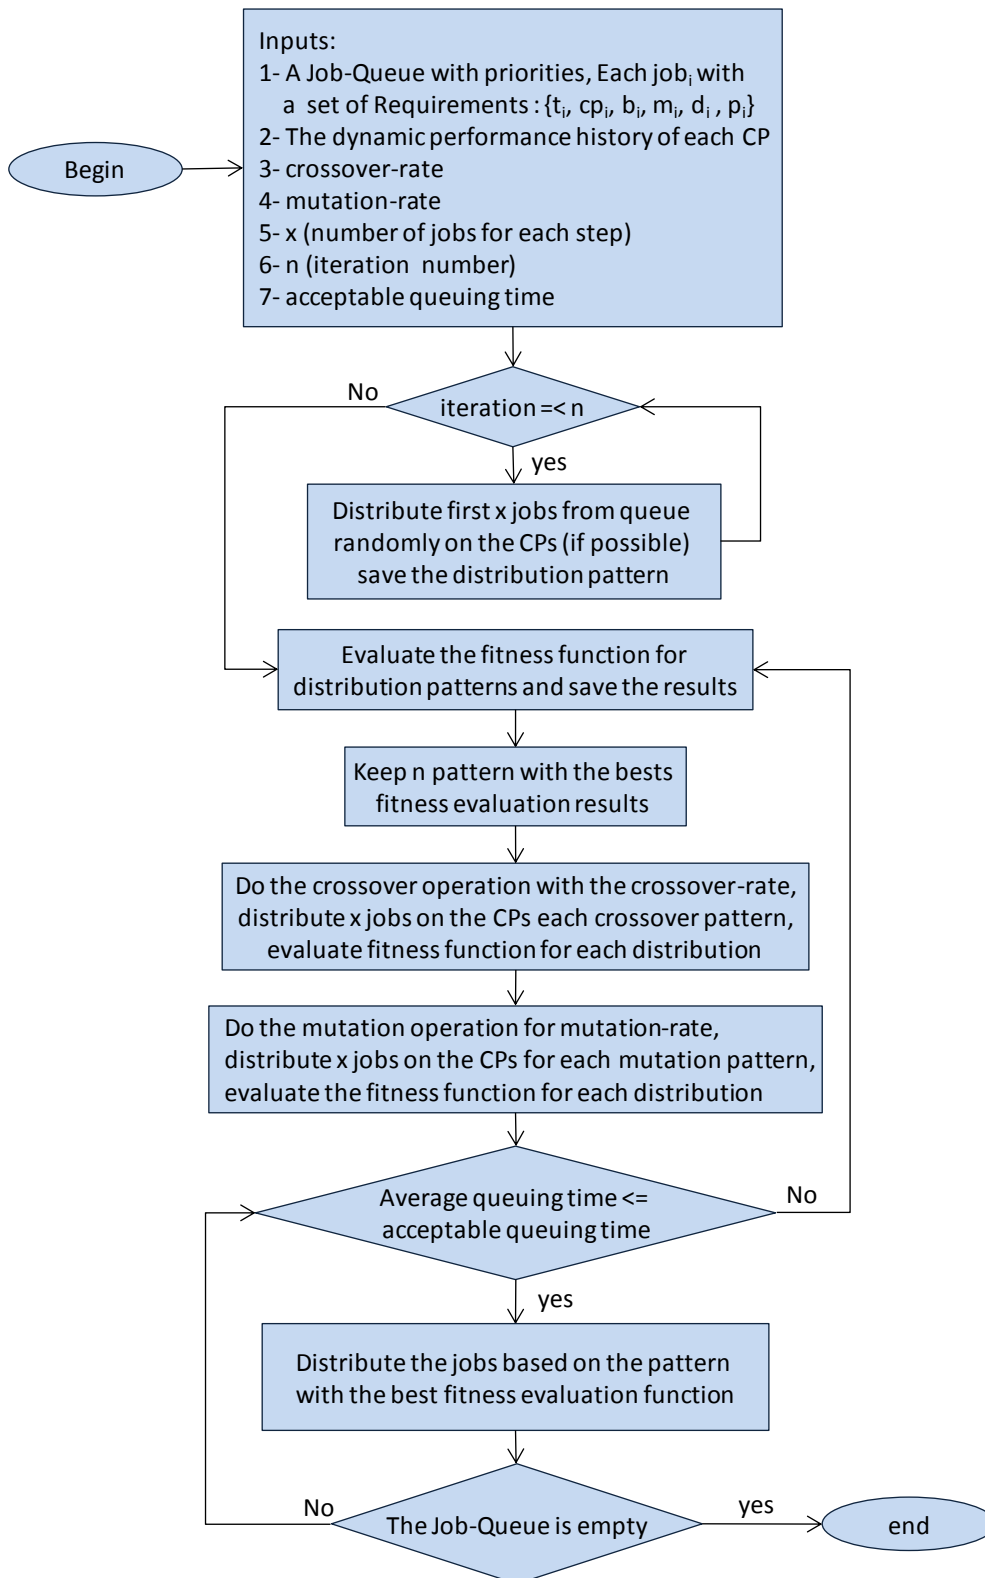 Begin
Inputs:
1- A Job-Queue with priorities, Each jobᵢ with
a set of Requirements : {tᵢ, cpᵢ, bᵢ, mᵢ, dᵢ , pᵢ}
2- The dynamic performance history of each CP
3- crossover-rate
4- mutation-rate
5- x (number of jobs for each step)
6- n (iteration number)
7- acceptable queuing time
No
iteration =< n
yes
Distribute first x jobs from queue
randomly on the CPs (if possible)
save the distribution pattern
Evaluate the fitness function for
distribution patterns and save the results
Keep n pattern with the bests
fitness evaluation results
Do the crossover operation with the crossover-rate,
distribute x jobs on the CPs each crossover pattern,
evaluate fitness function for each distribution
Do the mutation operation for mutation-rate,
distribute x jobs on the CPs for each mutation pattern,
evaluate the fitness function for each distribution
Average queuing time <=
acceptable queuing time
No
yes
Distribute the jobs based on the pattern
with the best fitness evaluation function
No
The Job-Queue is empty
yes
end